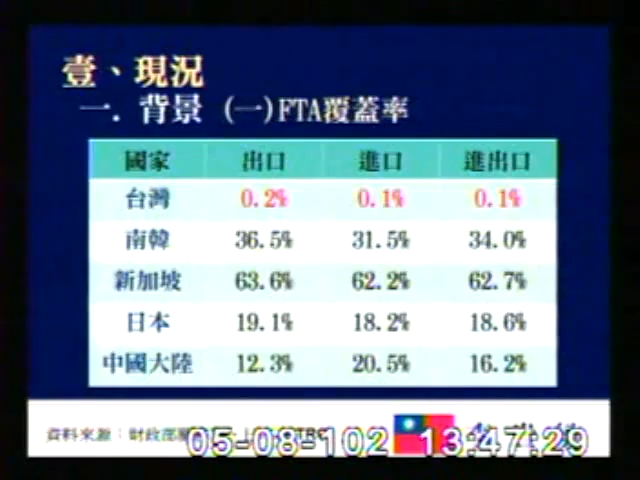 壹、現況
一. 背景 (一)FTA覆蓋率
國家 出口 進口 進出口
台灣 0.2% 0.1% 0.1%
南韓 36.5% 31.5% 34.0%
新加坡 63.6% 62.2% 62.7%
日本 19.1% 18.2% 18.6%
中國大陸 12.3% 20.5% 16.2%
資料來源：財政部
05-08-102 13:47:29